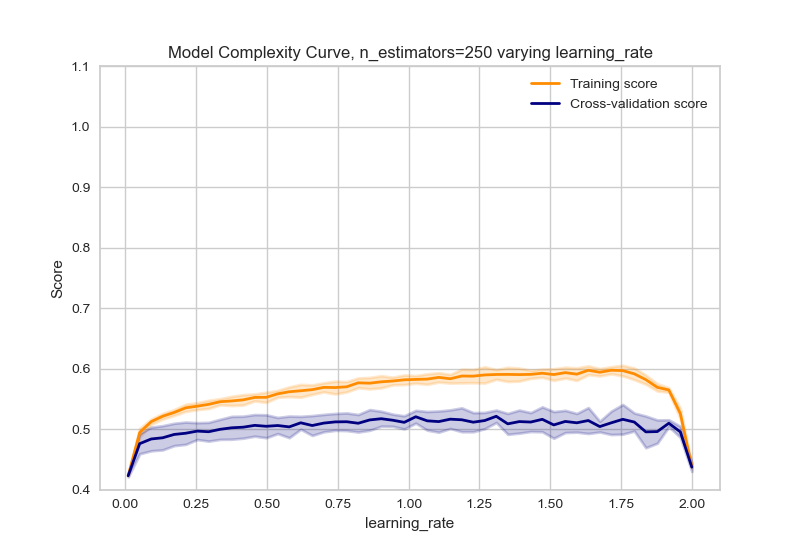 Model Complexity Curve, n_estimators=250 varying learning_rate
Training score
Cross-validation score
1.1
1.0
0.9
0.8
0.7
0.6
0.5
0.4
Score
0.00 0.25 0.50 0.75 1.00 1.25 1.50 1.75 2.00
learning_rate